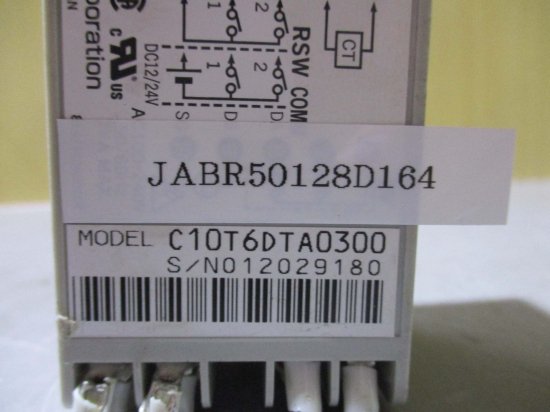 RSW COM
1
2
CT
DC12/24V
1
2
C
US
oration
S
D
D
A
JABR50128D164
MODEL C10T6DTA0300
S/N012029180